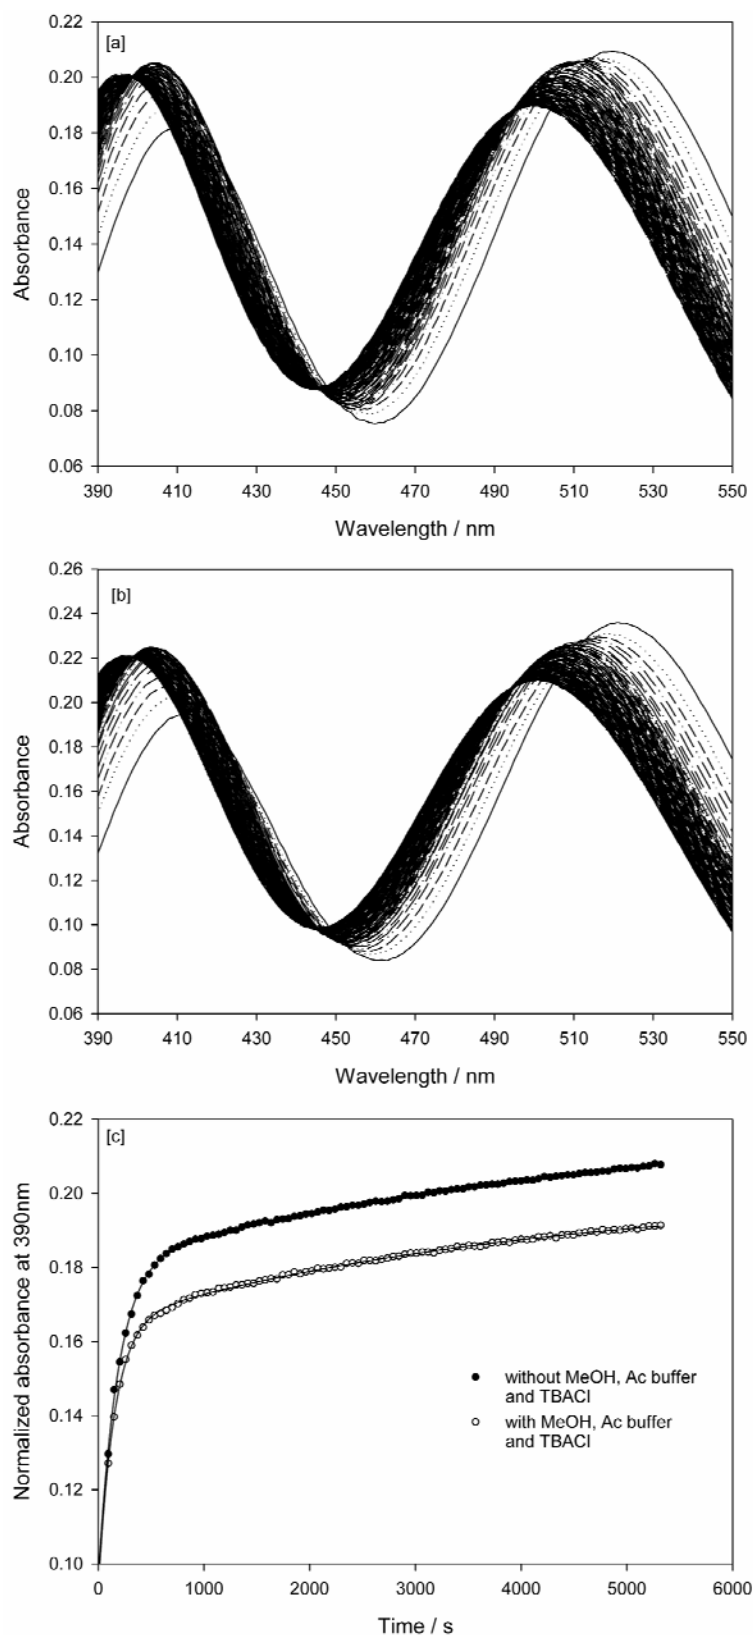 [a]
0.22
0.20
0.18
0.16
0.14
0.12
0.10
0.08
0.06
Absorbance
390 410 430 450 470 490 510 530 550
Wavelength / nm
[b]
0.26
0.24
0.22
0.20
0.18
0.16
0.14
0.12
0.10
0.08
0.06
Absorbance
390 410 430 450 470 490 510 530 550
Wavelength / nm
[c]
0.22
0.20
0.18
0.16
0.14
0.12
0.10
Normalized absorbance at 390nm
without MeOH, Ac buffer
and TBACl
with MeOH, Ac buffer
and TBACl
0 1000 2000 3000 4000 5000 6000
Time / s